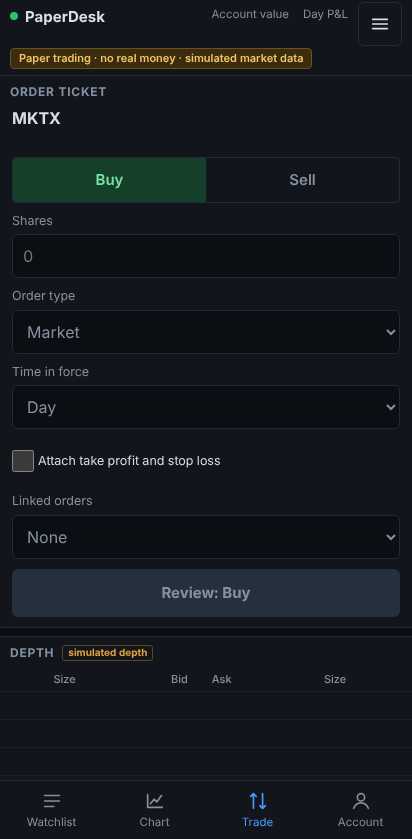 PaperDesk Account value Day P&L
Paper trading · no real money · simulated market data
ORDER TICKET
MKTX
Buy Sell
Shares
0
Order type
Market
Time in force
Day
Attach take profit and stop loss
Linked orders
None
Review: Buy
DEPTH simulated depth
Size Bid Ask Size
Watchlist Chart Trade Account